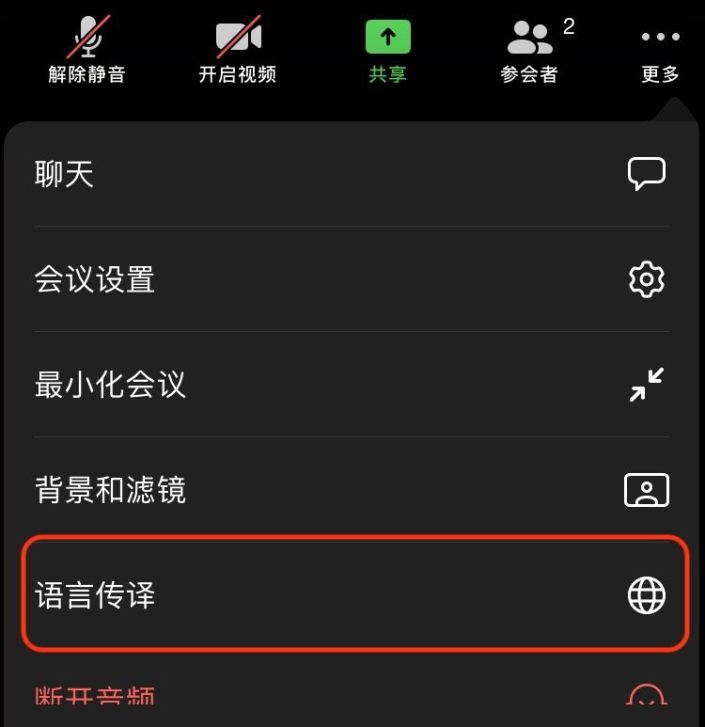 2
解除静音 开启视频 共享 参会者 更多
聊天
会议设置
最小化会议
背景和滤镜
语言传译
断开音频